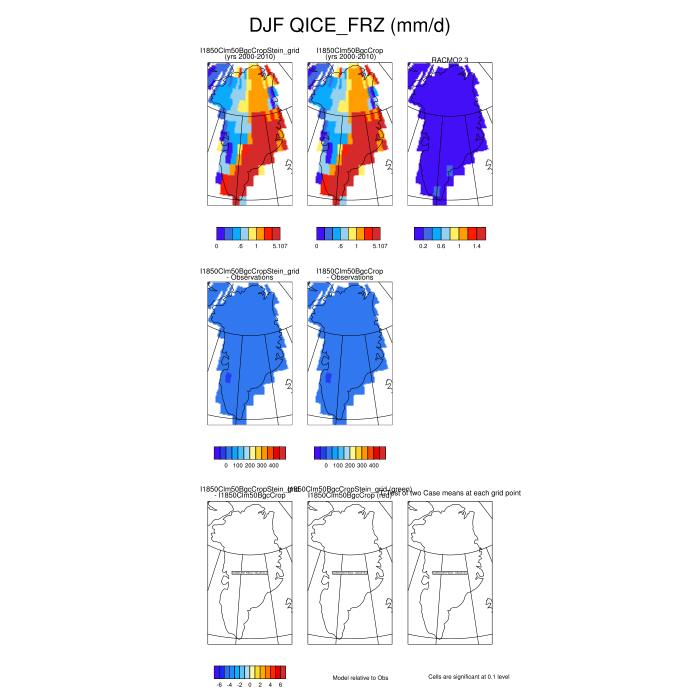 DJF QICE_FRZ (mm/d)
I1850Clm50BgcCropStein_grid
(yrs 2000-2010)
I1850Clm50BgcCrop
(yrs 2000-2010)
RACMO2.3
0 .6 1 5.107
0 .6 1 5.107
0.2 0.6 1 1.4
I1850Clm50BgcCropStein_grid
- Observations
I1850Clm50BgcCrop
- Observations
0 100 200 300 400
0 100 200 300 400
I1850Clm50BgcCropStein_grid
- I1850Clm50BgcCrop
I1850Clm50BgcCropStein_grid (green)
I1850Clm50BgcCrop (red)
of two Case means at each grid point
-6 -4 -2 0 2 4 6
Model relative to Obs
Cells are significant at 0.1 level